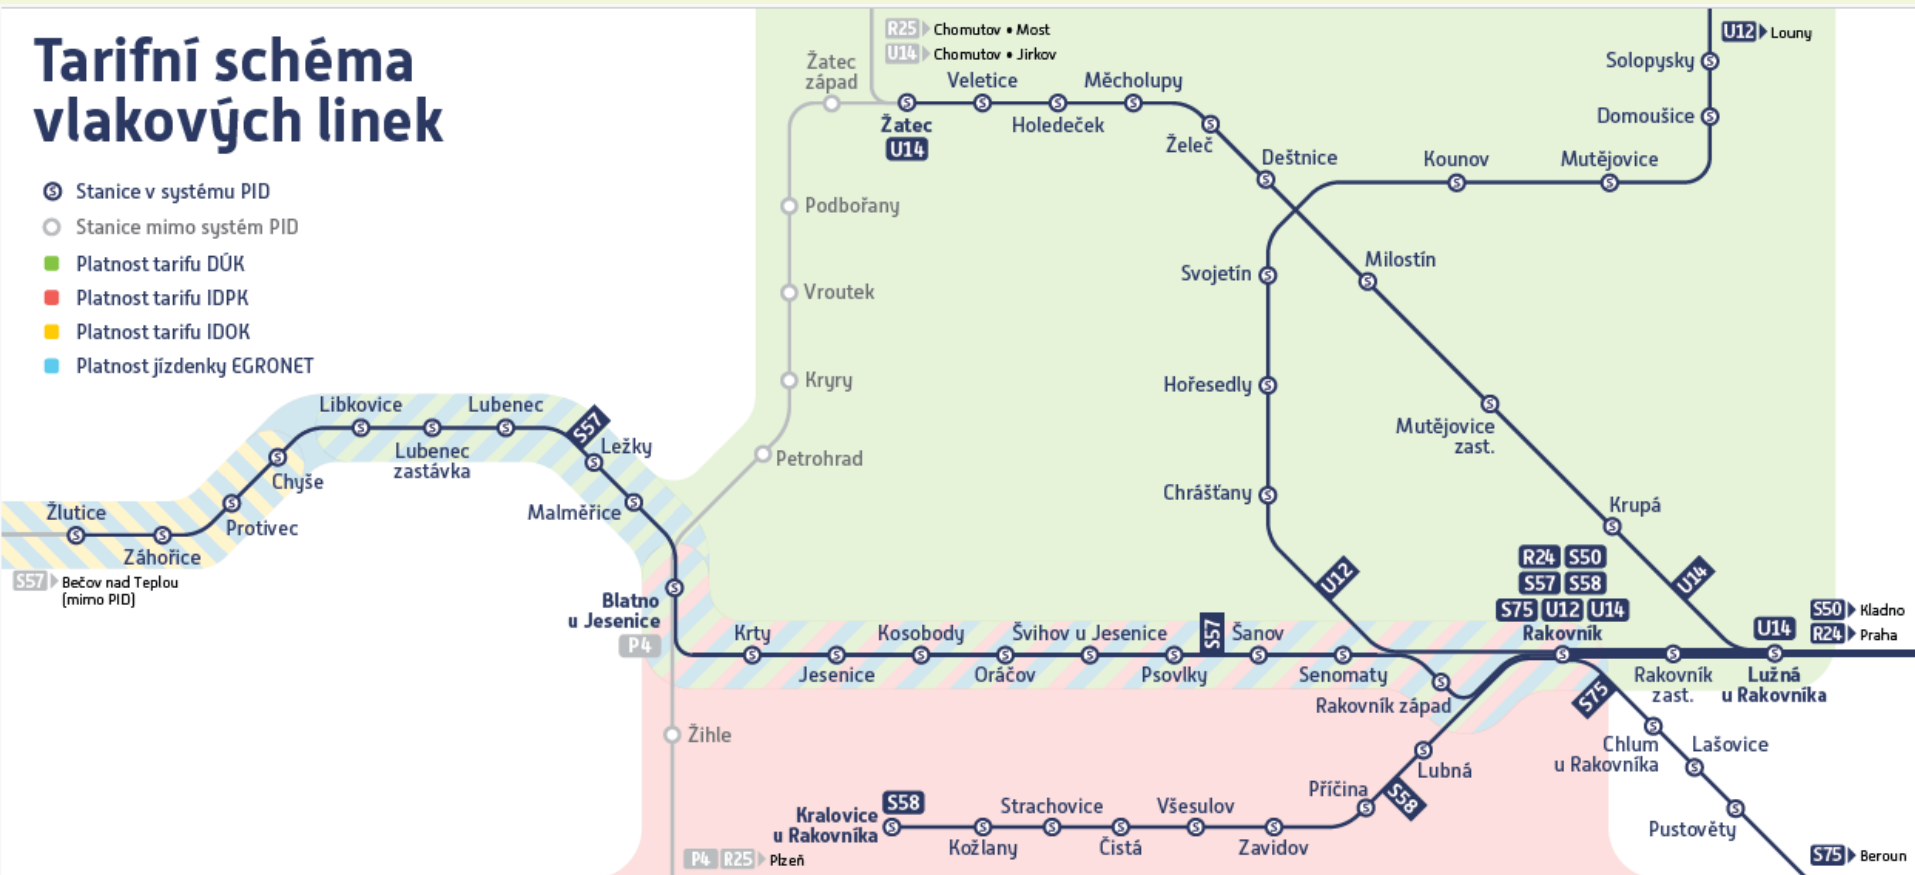 Tarifní schéma
vlakových linek
Stanice v systému PID
Stanice mimo systém PID
Platnost tarifu DÚK
Platnost tarifu IDPK
Platnost tarifu IDOK
Platnost jízdenky EGRONET
R25 Chomutov • Most
U14 Chomutov • Jirkov
U12 Louny
Žatec
západ
Žatec
U14
Veletice
Holedeček
Měcholupy
Želeč
Deštnice
Milostín
Mutějovice
zast.
Krupá
U14
Solopysky
Domoušice
Mutějovice
Kounov
Svojetín
Hořesedly
Chrášťany
U12
Podbořany
Vroutek
Kryry
Petrohrad
Libkovice
Lubenec
zastávka
Lubenec
S57
Ležky
Malměřice
Chyše
Protivec
Žlutice
Záhořice
S57 Bečov nad Teplou
(mimo PID)
Blatno
u Jesenice
P4
Krty
Jesenice
Kosobody
Oráčov
Švihov u Jesenice
Psovlky
S57
Šanov
Senomaty
Rakovník západ
R24 S50
S57 S58
S75 U12 U14
Rakovník
Rakovník
zast.
U14
Lužná
u Rakovníka
S50 Kladno
R24 Praha
S75
Chlum
u Rakovníka
Lašovice
Pustověty
S75 Beroun
Žihle
P4 R25 Plzeň
Kralovice
u Rakovníka
S58
Kožlany
Strachovice
Čistá
Všesulov
Zavidov
Příčina
S58
Lubná